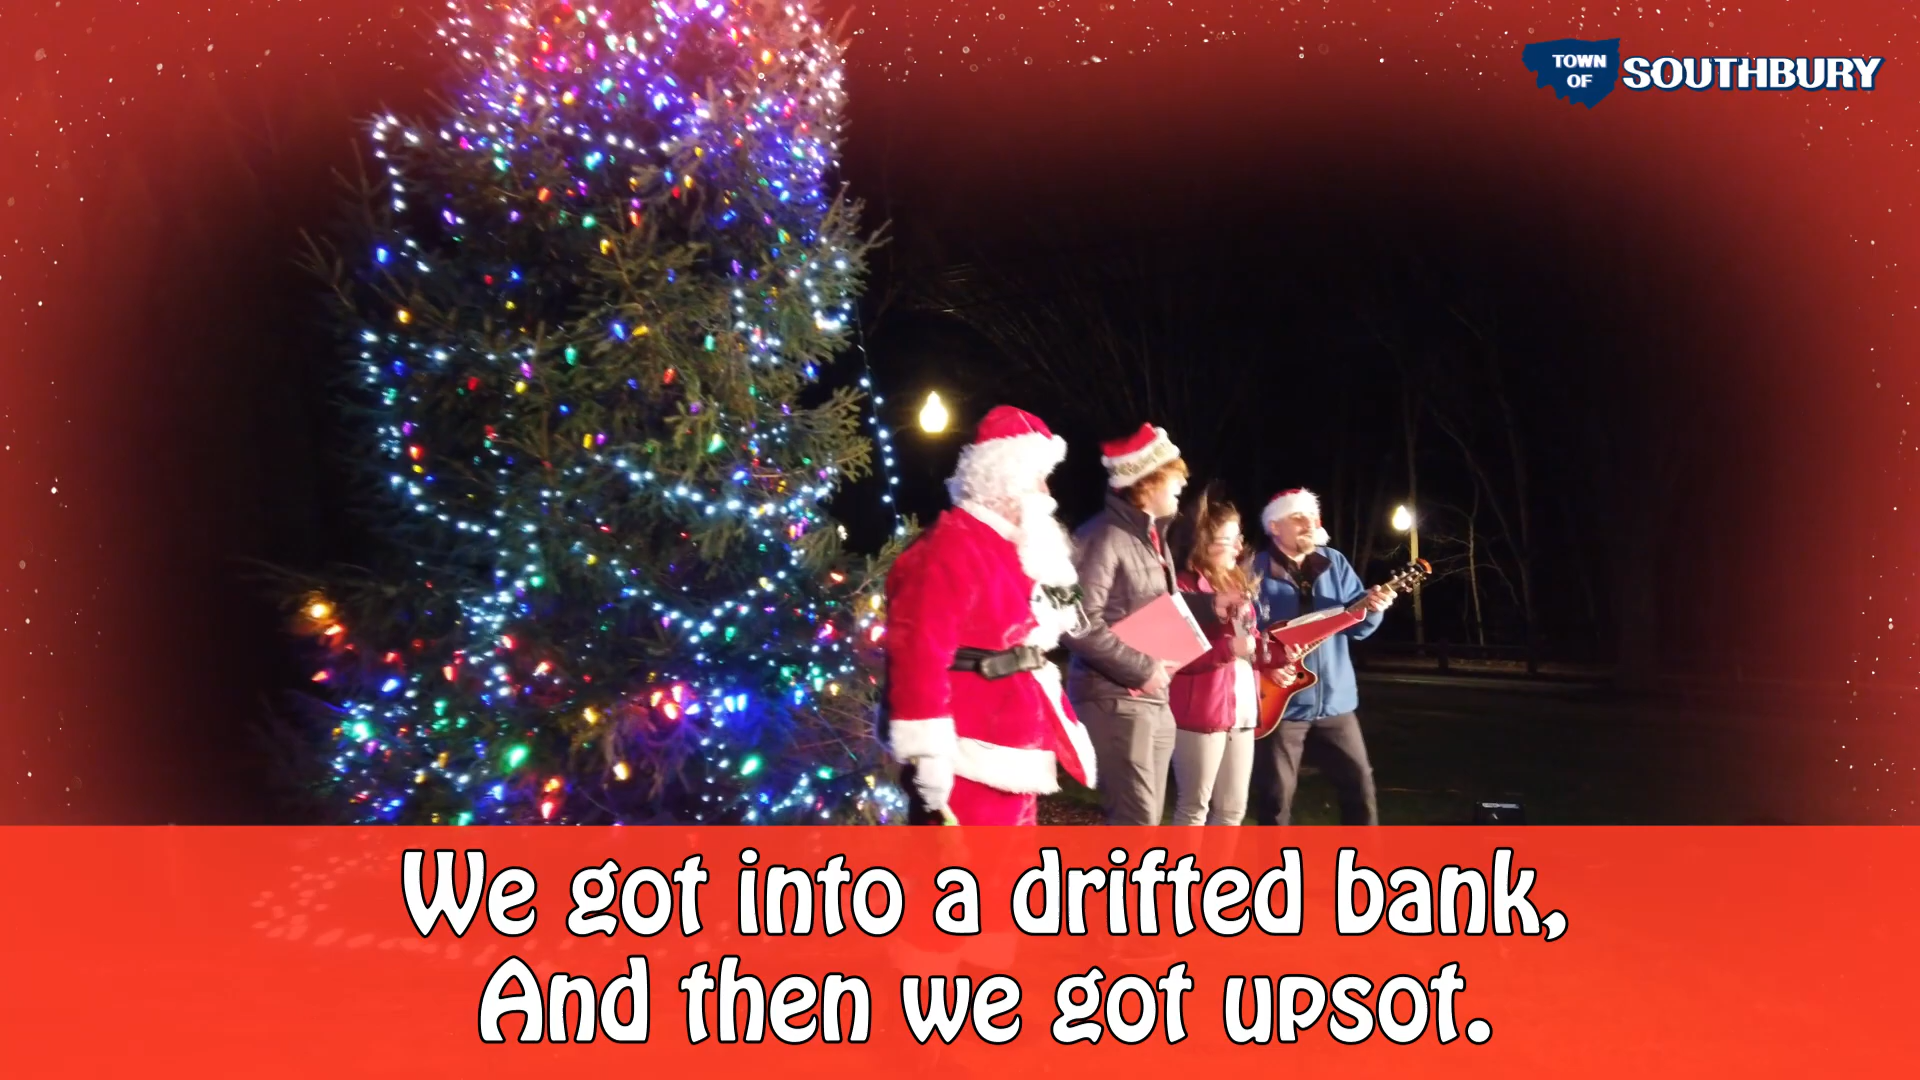 TOWN
OF
SOUTHBURY
We got into a drifted bank,
And then we got upsot.